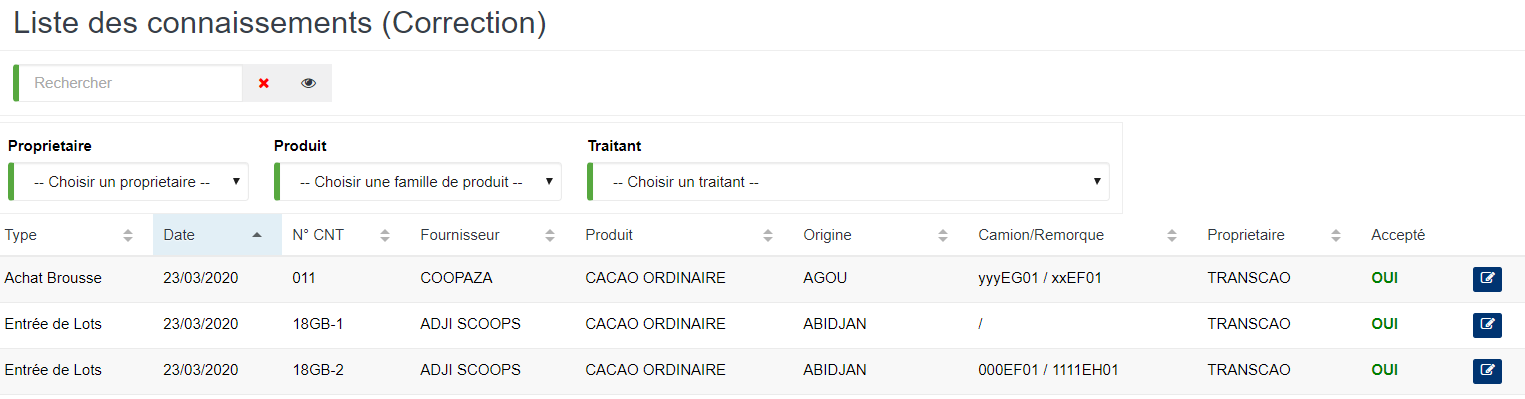 Liste des connaissements (Correction)
Rechercher
Proprietaire Produit Traitant
-- Choisir un proprietaire -- -- Choisir une famille de produit -- -- Choisir un traitant --
Type Date N° CNT Fournisseur Produit Origine Camion/Remorque Proprietaire Accepté
Achat Brousse 23/03/2020 011 COOPAZA CACAO ORDINAIRE AGOU yyyEG01 / xxEF01 TRANSCAO OUI
Entrée de Lots 23/03/2020 18GB-1 ADJI SCOOPS CACAO ORDINAIRE ABIDJAN / TRANSCAO OUI
Entrée de Lots 23/03/2020 18GB-2 ADJI SCOOPS CACAO ORDINAIRE ABIDJAN 000EF01 / 1111EH01 TRANSCAO OUI